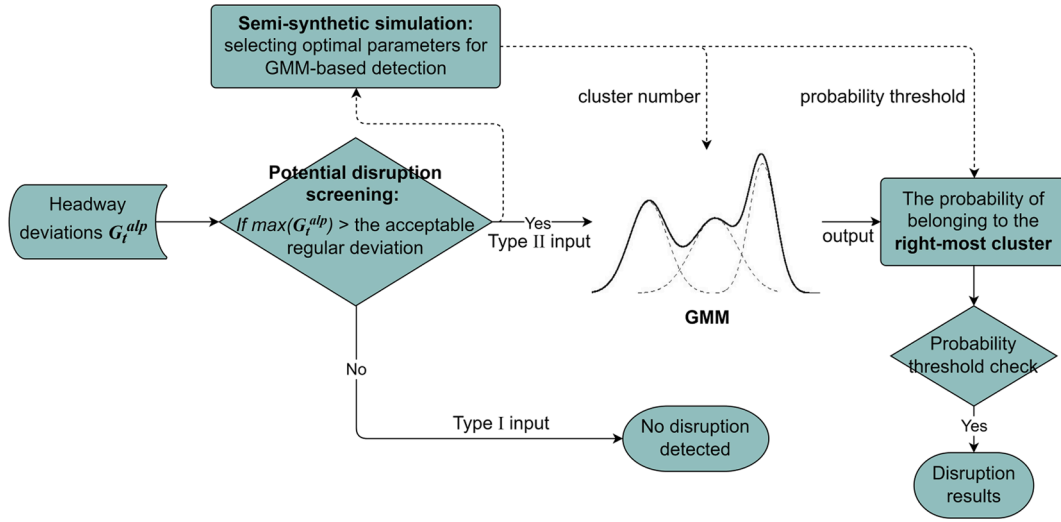 Semi-synthetic simulation:
selecting optimal parameters for
GMM-based detection
cluster number
probability threshold
Headway
deviations G_t^alp
Potential disruption
screening:
If max(G_t^alp) > the acceptable
regular deviation
Yes
Type II input
GMM
output
The probability of
belonging to the
right-most cluster
Probability
threshold check
No
Type I input
No disruption
detected
Yes
Disruption
results